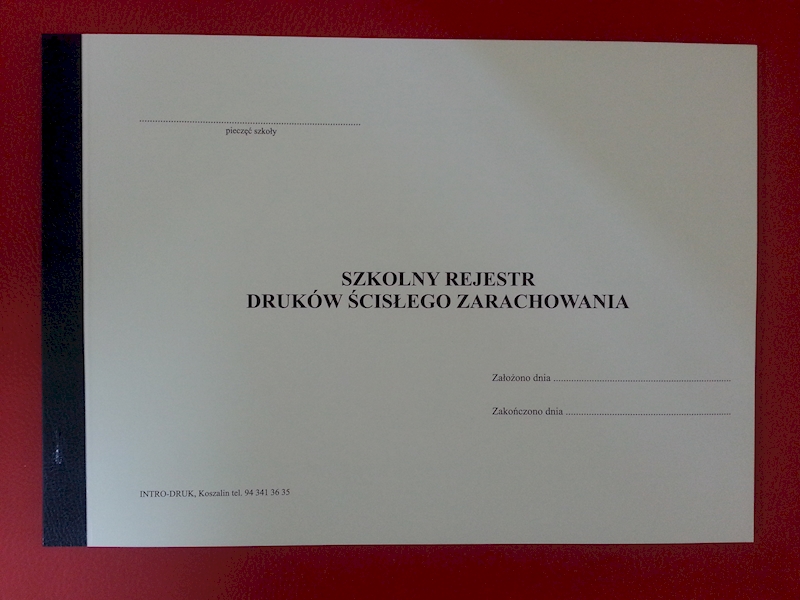 ........................................................................
pieczęć szkoły
SZKOLNY REJESTR
DRUKÓW ŚCISŁEGO ZARACHOWANIA
Założono dnia ................................................................
Zakończono dnia ...........................................................
INTRO-DRUK, Koszalin tel. 94 341 36 35